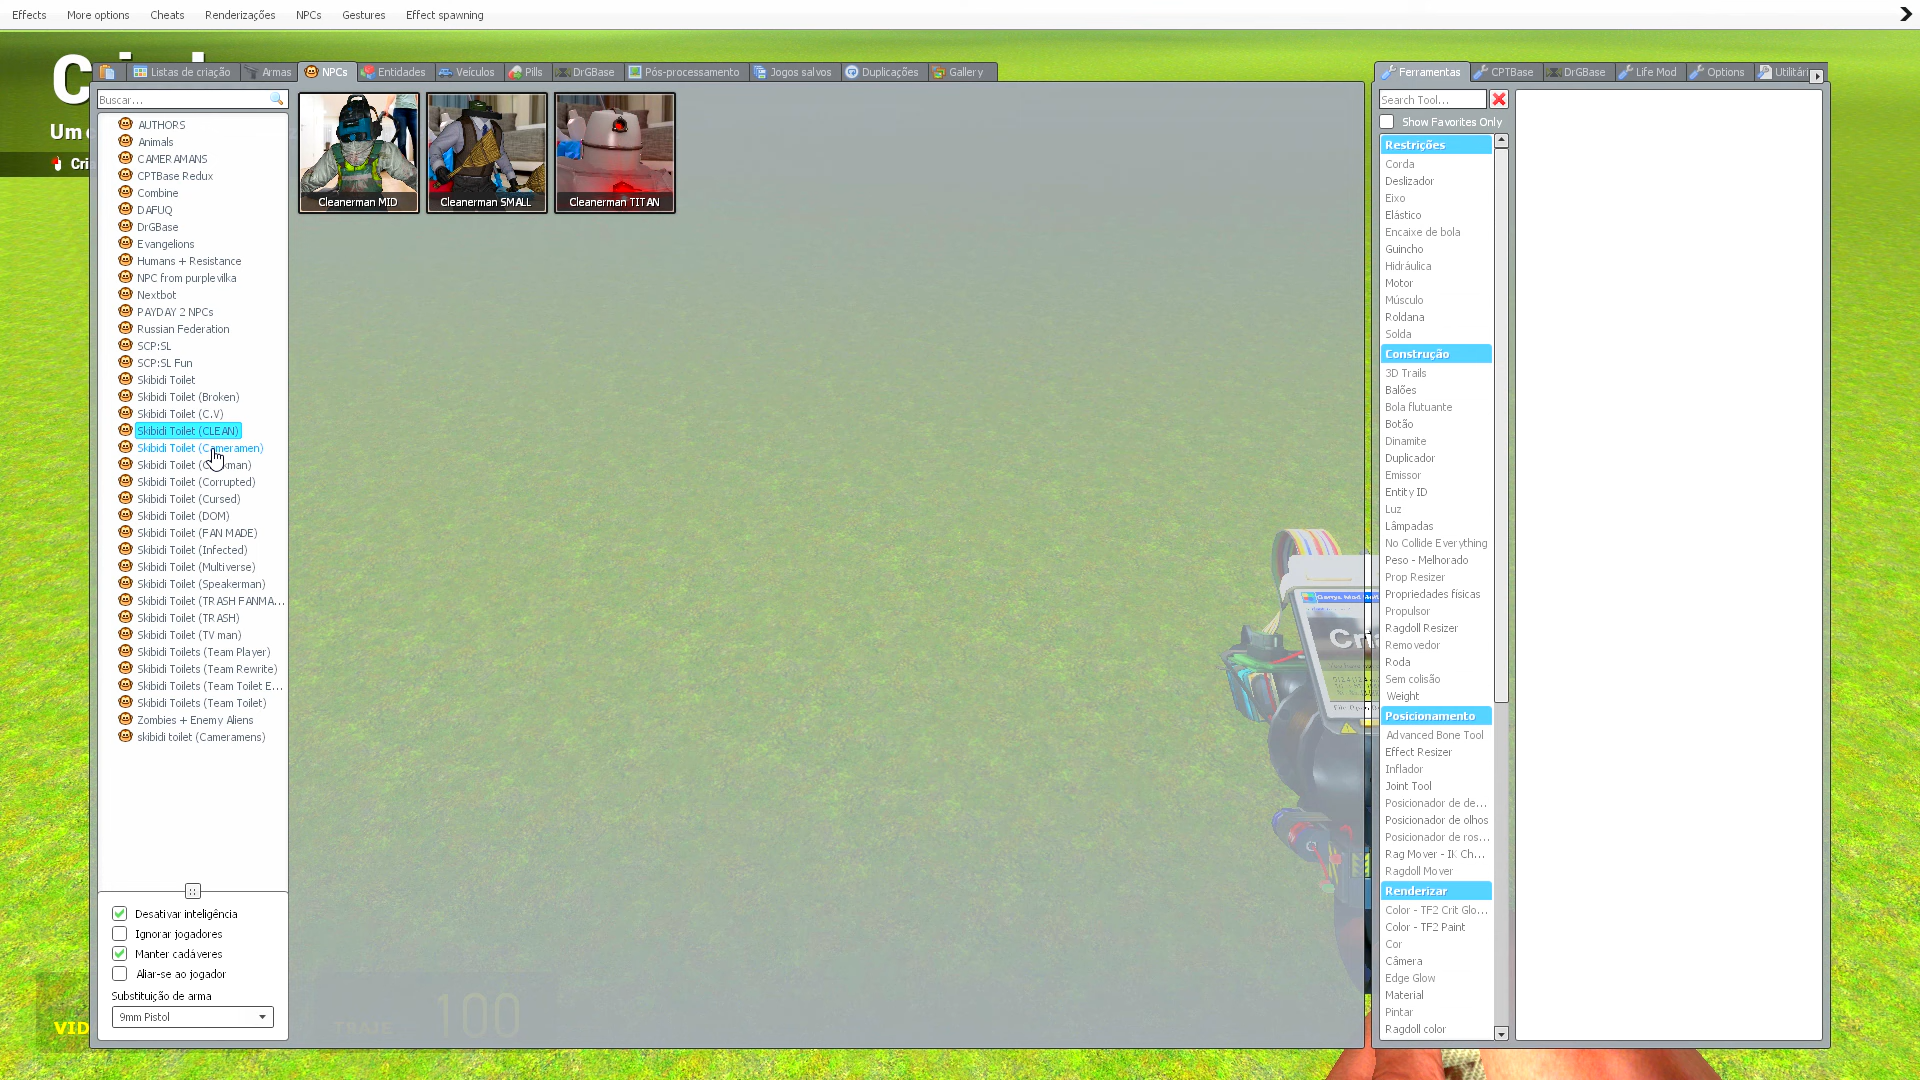 Effects More options Cheats Renderizações NPCs Gestures Effect spawning
Um
Cri
Listas de criação Armas NPCs Entidades Veículos Pills DrGBase Pós-processamento Jogos salvos Duplicações Gallery
Buscar...
AUTHORS
Animals
CAMERAMANS
CPTBase Redux
Combine
DAFUQ
DrGBase
Evangelions
Humans + Resistance
NPC from purplevilka
Nextbot
PAYDAY 2 NPCs
Russian Federation
SCP:SL
SCP:SL Fun
Skibidi Toilet
Skibidi Toilet (Broken)
Skibidi Toilet (C.V)
Skibidi Toilet (CLEAN)
Skibidi Toilet (Cameramen)
Skibidi Toilet (
Skibidi Toilet (Corrupted)
Skibidi Toilet (Cursed)
Skibidi Toilet (DOM)
Skibidi Toilet (FAN MADE)
Skibidi Toilet (Infected)
Skibidi Toilet (Multiverse)
Skibidi Toilet (Speakerman)
Skibidi Toilet (TRASH FANMA...
Skibidi Toilet (TRASH)
Skibidi Toilet (TV man)
Skibidi Toilets (Team Player)
Skibidi Toilets (Team Rewrite)
Skibidi Toilets (Team Toilet E...
Skibidi Toilets (Team Toilet)
Zombies + Enemy Aliens
skibidi toilet (Cameramens)
Desativar inteligência
Ignorar jogadores
Manter cadáveres
Aliar-se ao jogador
Substituição de arma
9mm Pistol
VID
TRAJE 100
Cleanerman MID Cleanerman SMALL Cleanerman TITAN
Ferramentas CPTBase DrGBase Life Mod Options Utilitári
Search Tool...
Show Favorites Only
Restrições
Corda
Deslizador
Eixo
Elástico
Encaixe de bola
Guincho
Hidráulica
Motor
Músculo
Roldana
Solda
Construção
3D Trails
Balões
Bola flutuante
Botão
Dinamite
Duplicador
Emissor
Entity ID
Luz
Lâmpadas
No Collide Everything
Peso - Melhorado
Prop Resizer
Propriedades físicas
Propulsor
Ragdoll Resizer
Removedor
Roda
Sem colisão
Weight
Posicionamento
Advanced Bone Tool
Effect Resizer
Inflador
Joint Tool
Posicionador de de...
Posicionador de olhos
Posicionador de ros...
Rag Mover - IK Ch...
Ragdoll Mover
Renderizar
Color - TF2 Crit Glo...
Color - TF2 Paint
Cor
Câmera
Edge Glow
Material
Pintar
Ragdoll color